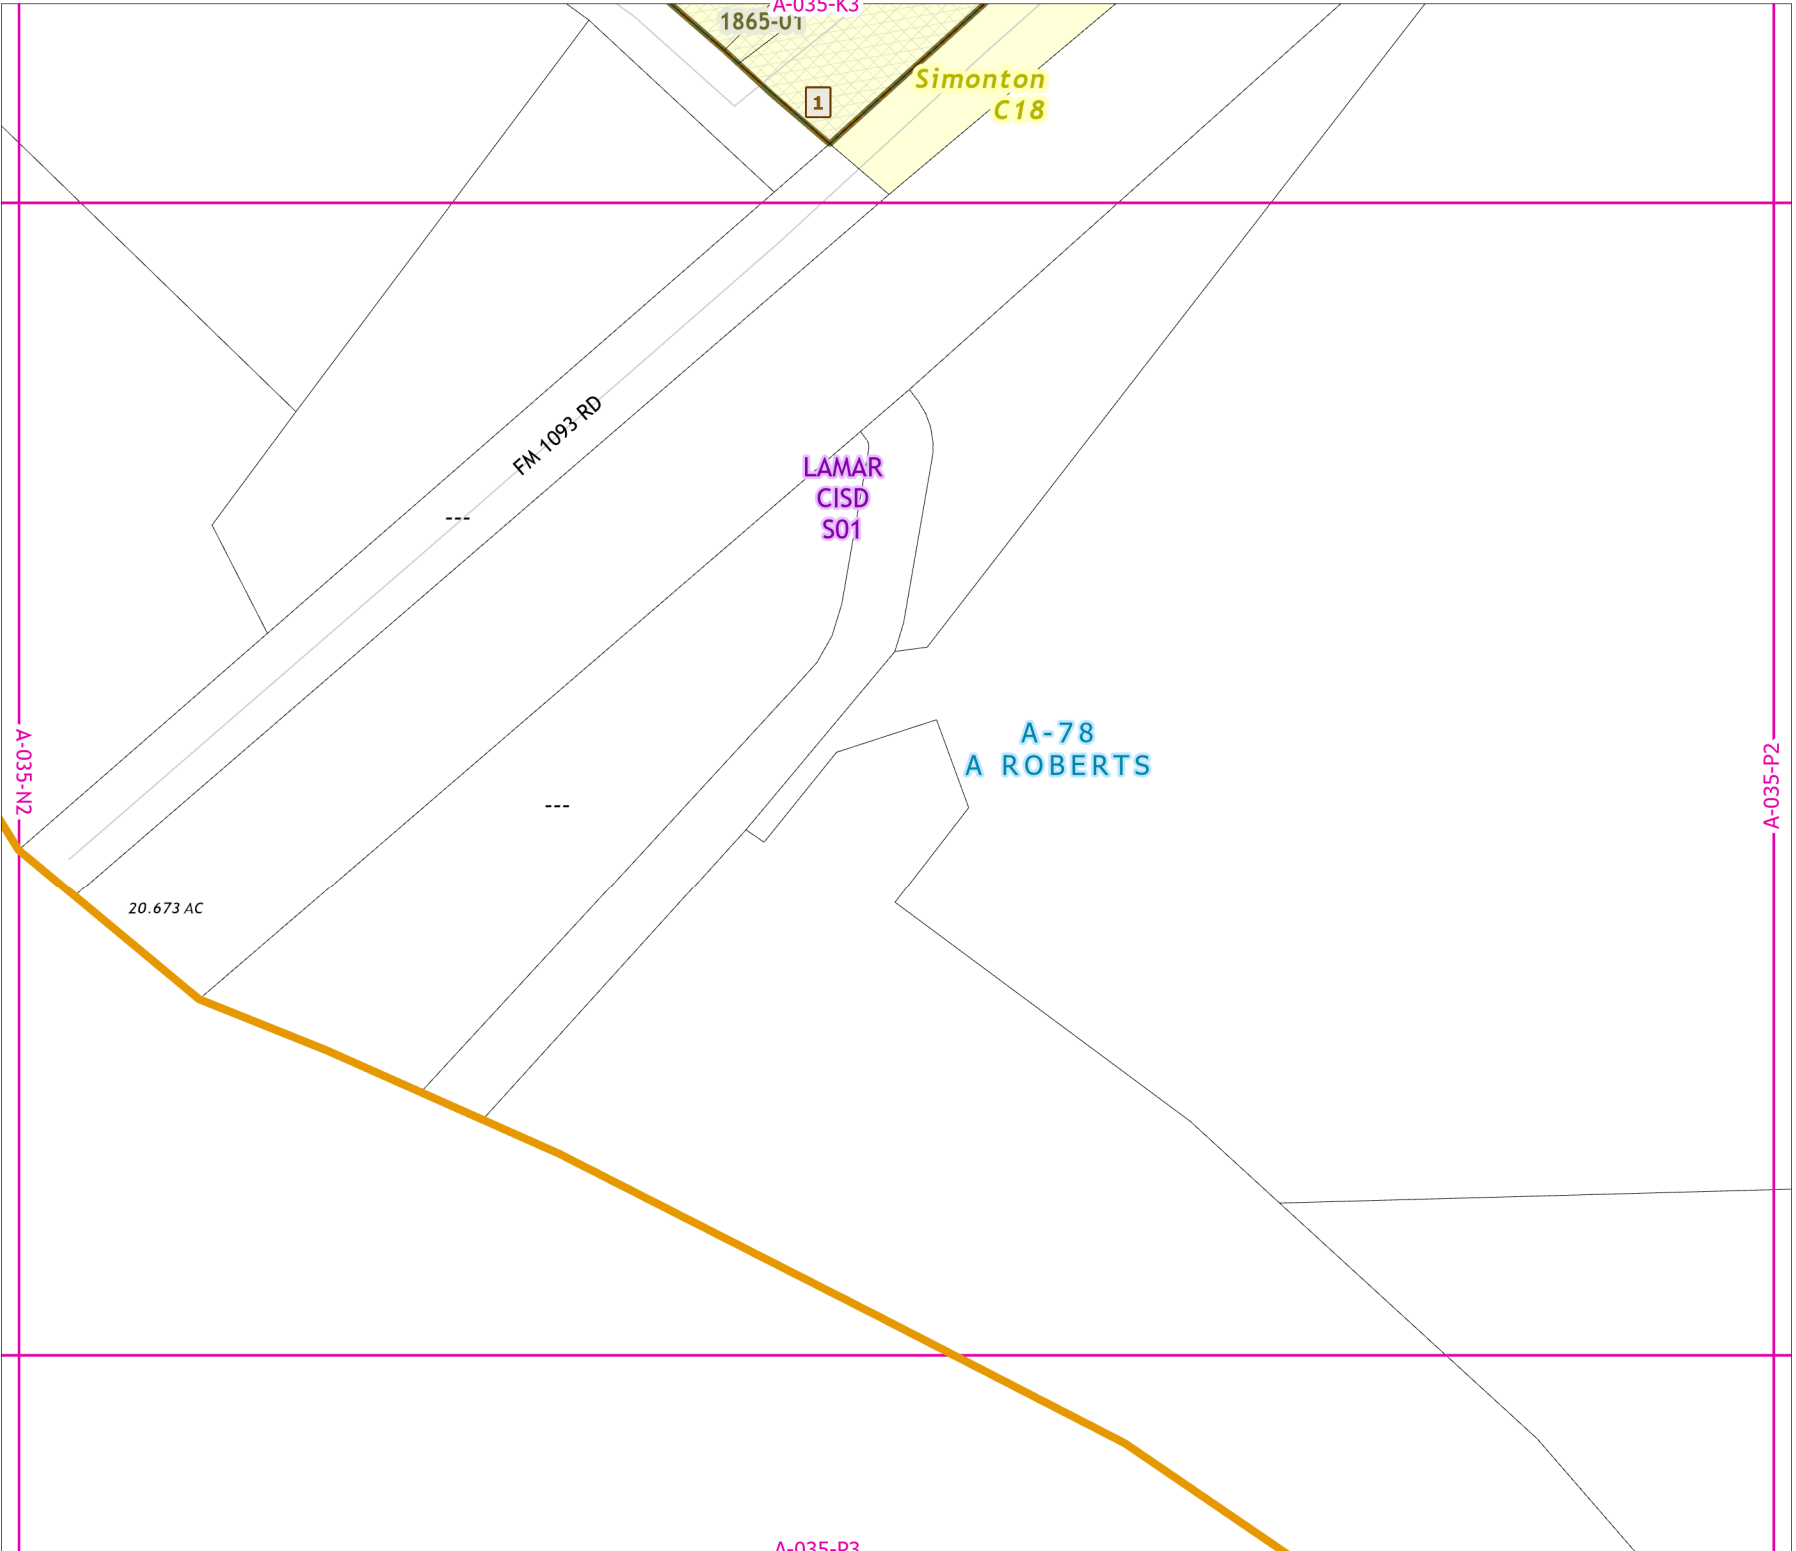 A-035-K3
1865-01
Simonton
C18
1
FM 1093 RD
LAMAR
CISD
S01
---
A-78
A ROBERTS
A-035-N2
A-035-P2
---
20.673 AC
A-035-P3